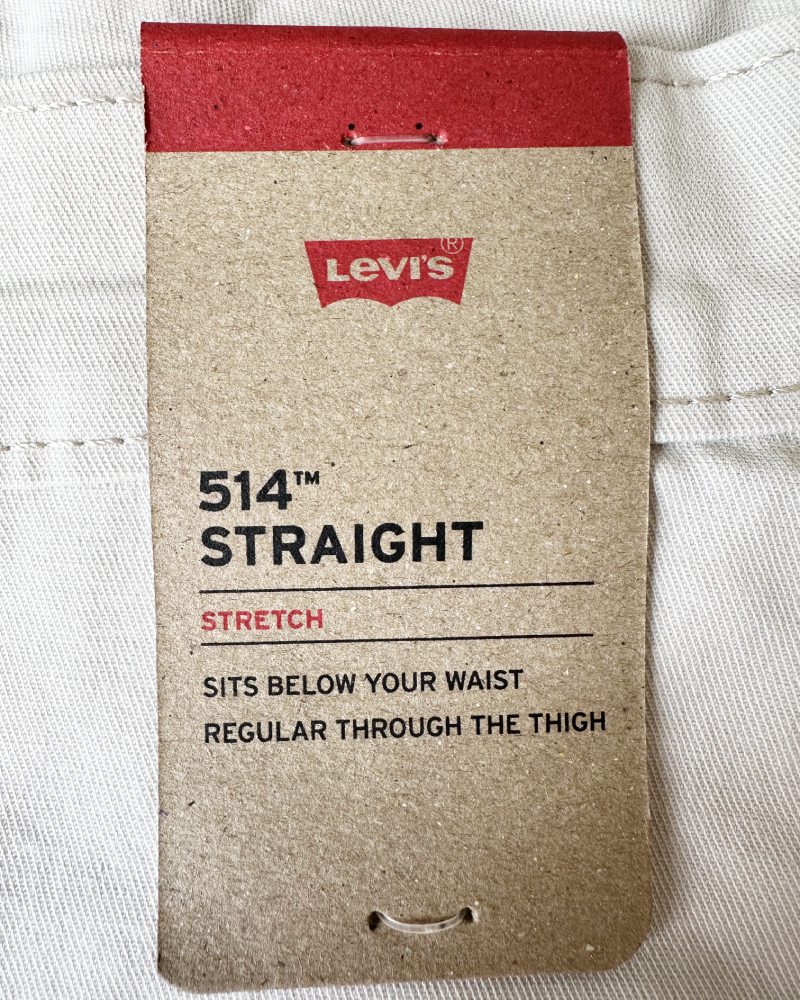 LEVI'S®
514™
STRAIGHT
STRETCH
SITS BELOW YOUR WAIST
REGULAR THROUGH THE THIGH